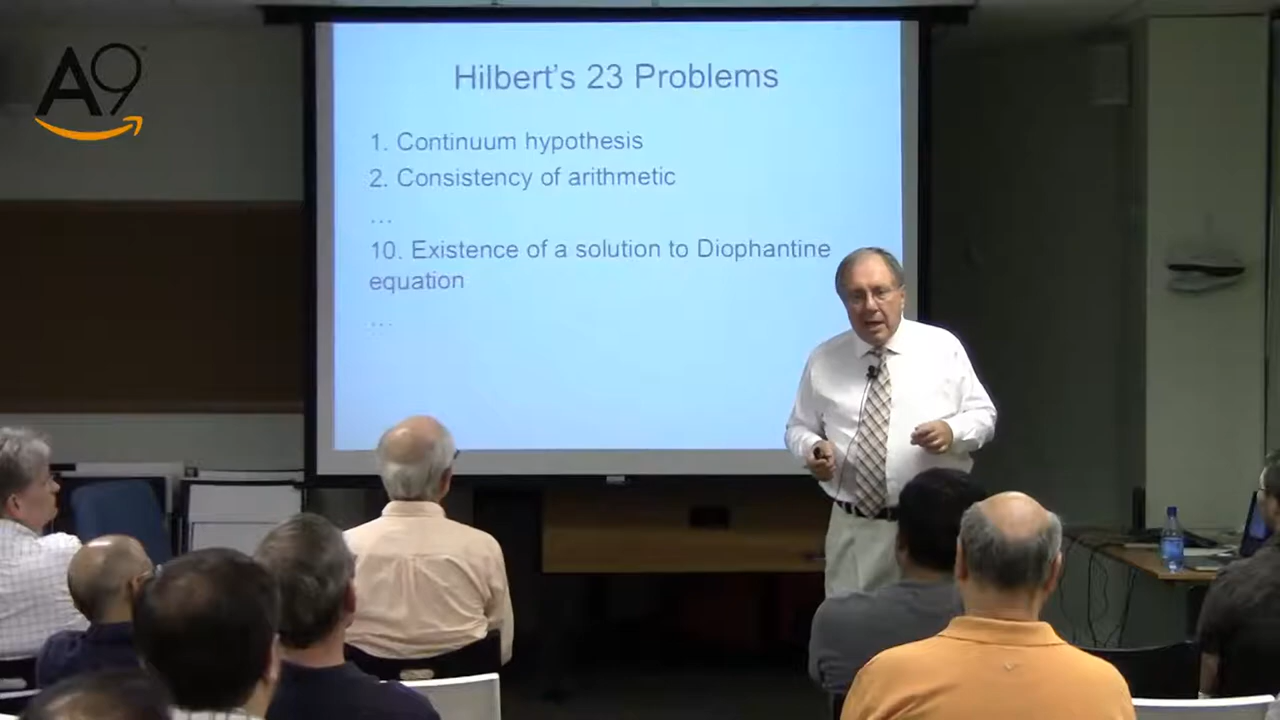 A9
Hilbert's 23 Problems
1. Continuum hypothesis
2. Consistency of arithmetic
...
10. Existence of a solution to Diophantine
equation
...